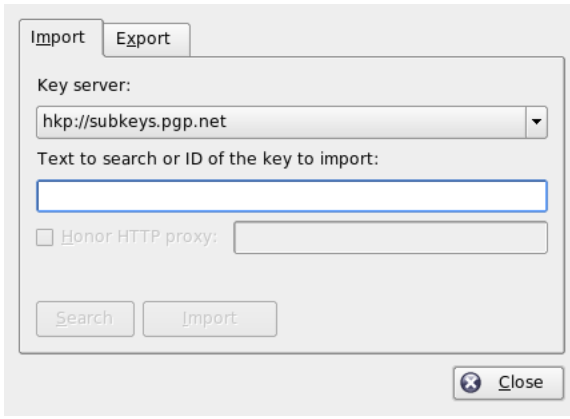 Import Export
Key server:
hkp://subkeys.pgp.net
Text to search or ID of the key to import:
Honor HTTP proxy:
Search Import
Close